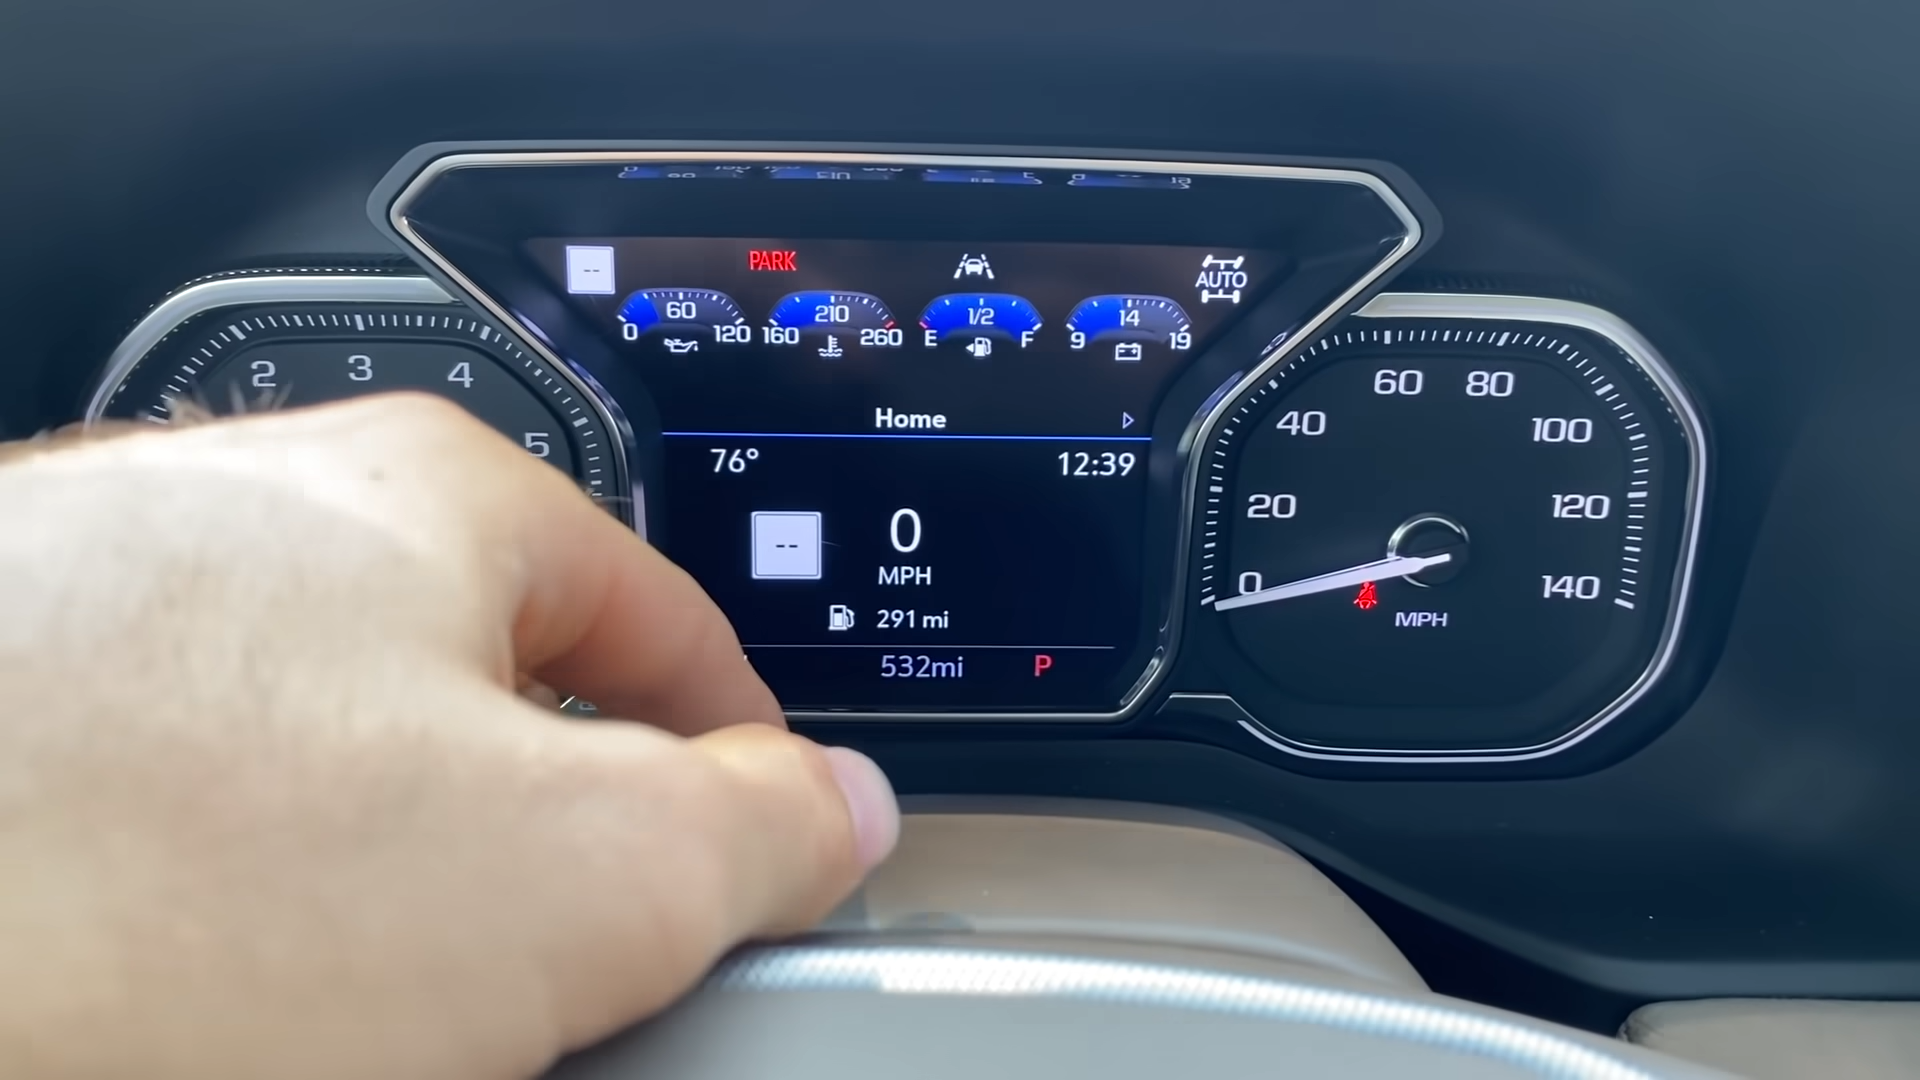 --
PARK
AUTO
60
0 120
210
160 260
1/2
E F
14
9 19
2 3 4 5
Home
76° 12:39
--
0
MPH
291 mi
532mi P
0 20 40 60 80 100 120 140
MPH